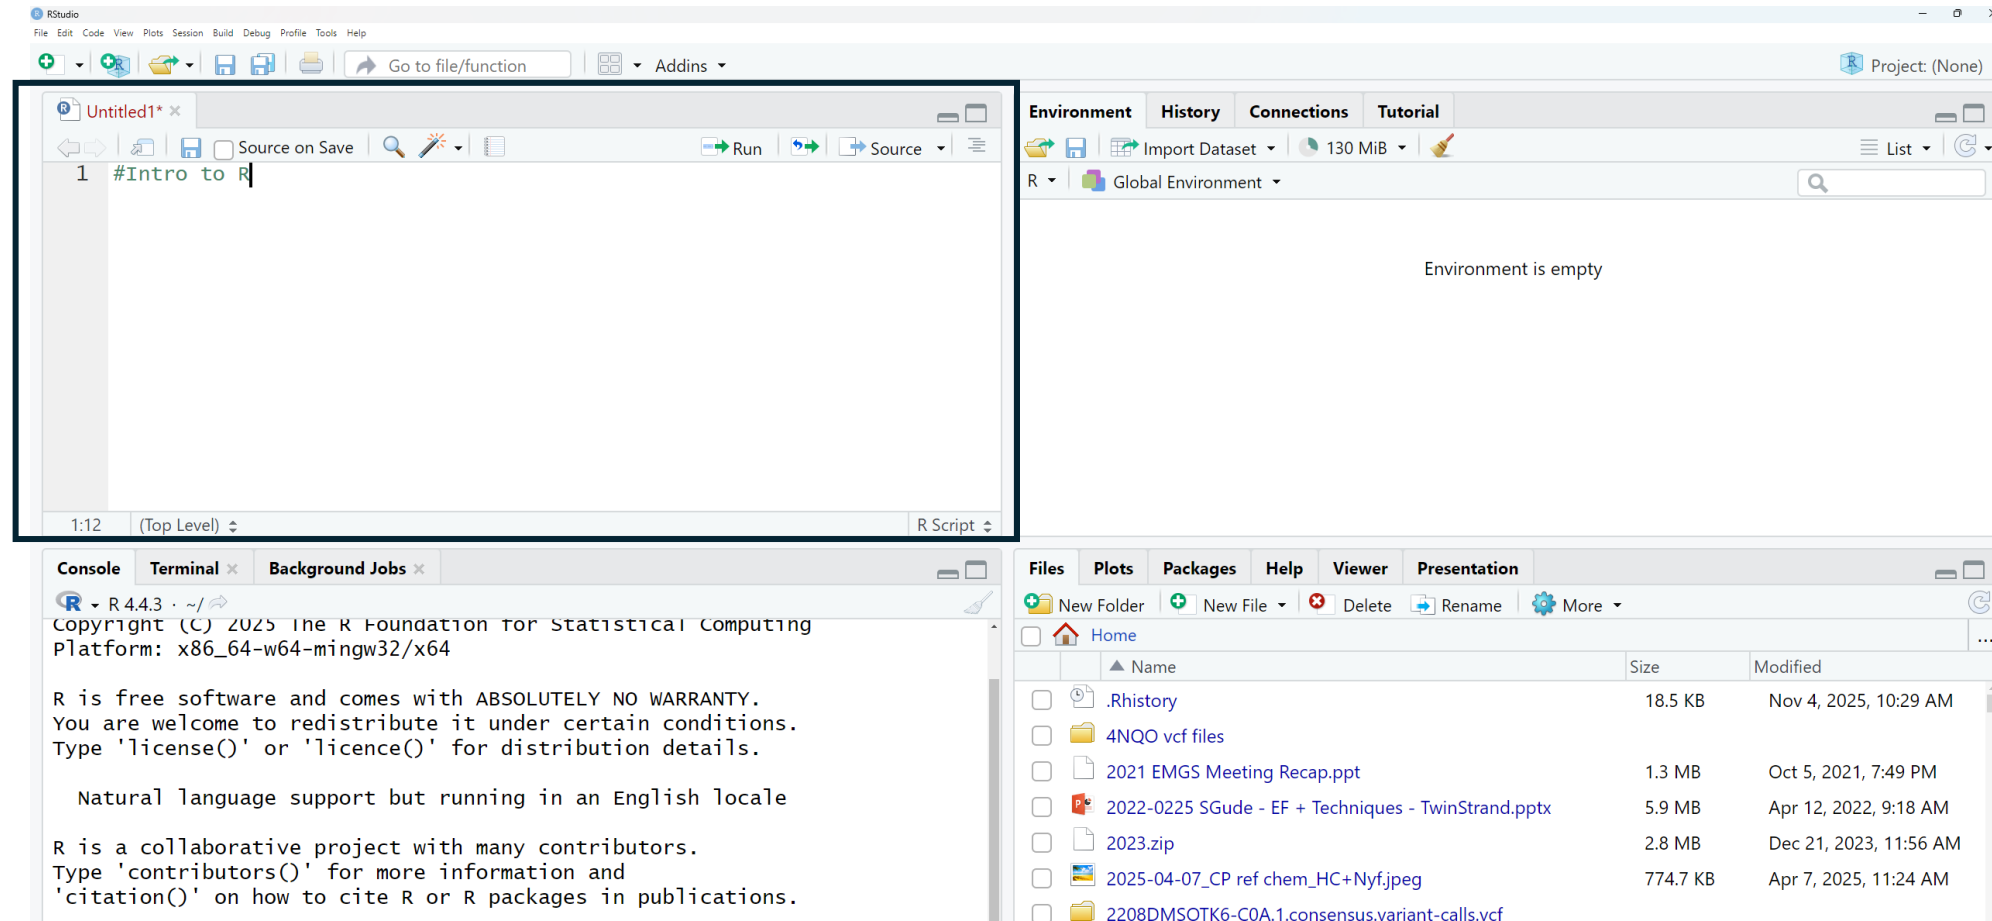 RStudio
File Edit Code View Plots Session Build Debug Profile Tools Help
Go to file/function Addins Project: (None)
Untitled1*
Source on Save Run Source
1 #Intro to R
1:12 (Top Level) R Script
Environment History Connections Tutorial
Import Dataset 130 MiB List
R Global Environment
Environment is empty
Console Terminal Background Jobs
R 4.4.3 · ~/
Copyright (C) 2025 The R Foundation for Statistical Computing
Platform: x86_64-w64-mingw32/x64
R is free software and comes with ABSOLUTELY NO WARRANTY.
You are welcome to redistribute it under certain conditions.
Type 'license()' or 'licence()' for distribution details.
Natural language support but running in an English locale
R is a collaborative project with many contributors.
Type 'contributors()' for more information and
'citation()' on how to cite R or R packages in publications.
Files Plots Packages Help Viewer Presentation
New Folder New File Delete Rename More
Home ...
Name Size Modified
.Rhistory 18.5 KB Nov 4, 2025, 10:29 AM
4NQO vcf files
2021 EMGS Meeting Recap.ppt 1.3 MB Oct 5, 2021, 7:49 PM
2022-0225 SGude - EF + Techniques - TwinStrand.pptx 5.9 MB Apr 12, 2022, 9:18 AM
2023.zip 2.8 MB Dec 21, 2023, 11:56 AM
2025-04-07_CP ref chem_HC+Nyf.jpeg 774.7 KB Apr 7, 2025, 11:24 AM
2208DMSOTK6-C0A.1.consensus.variant-calls.vcf